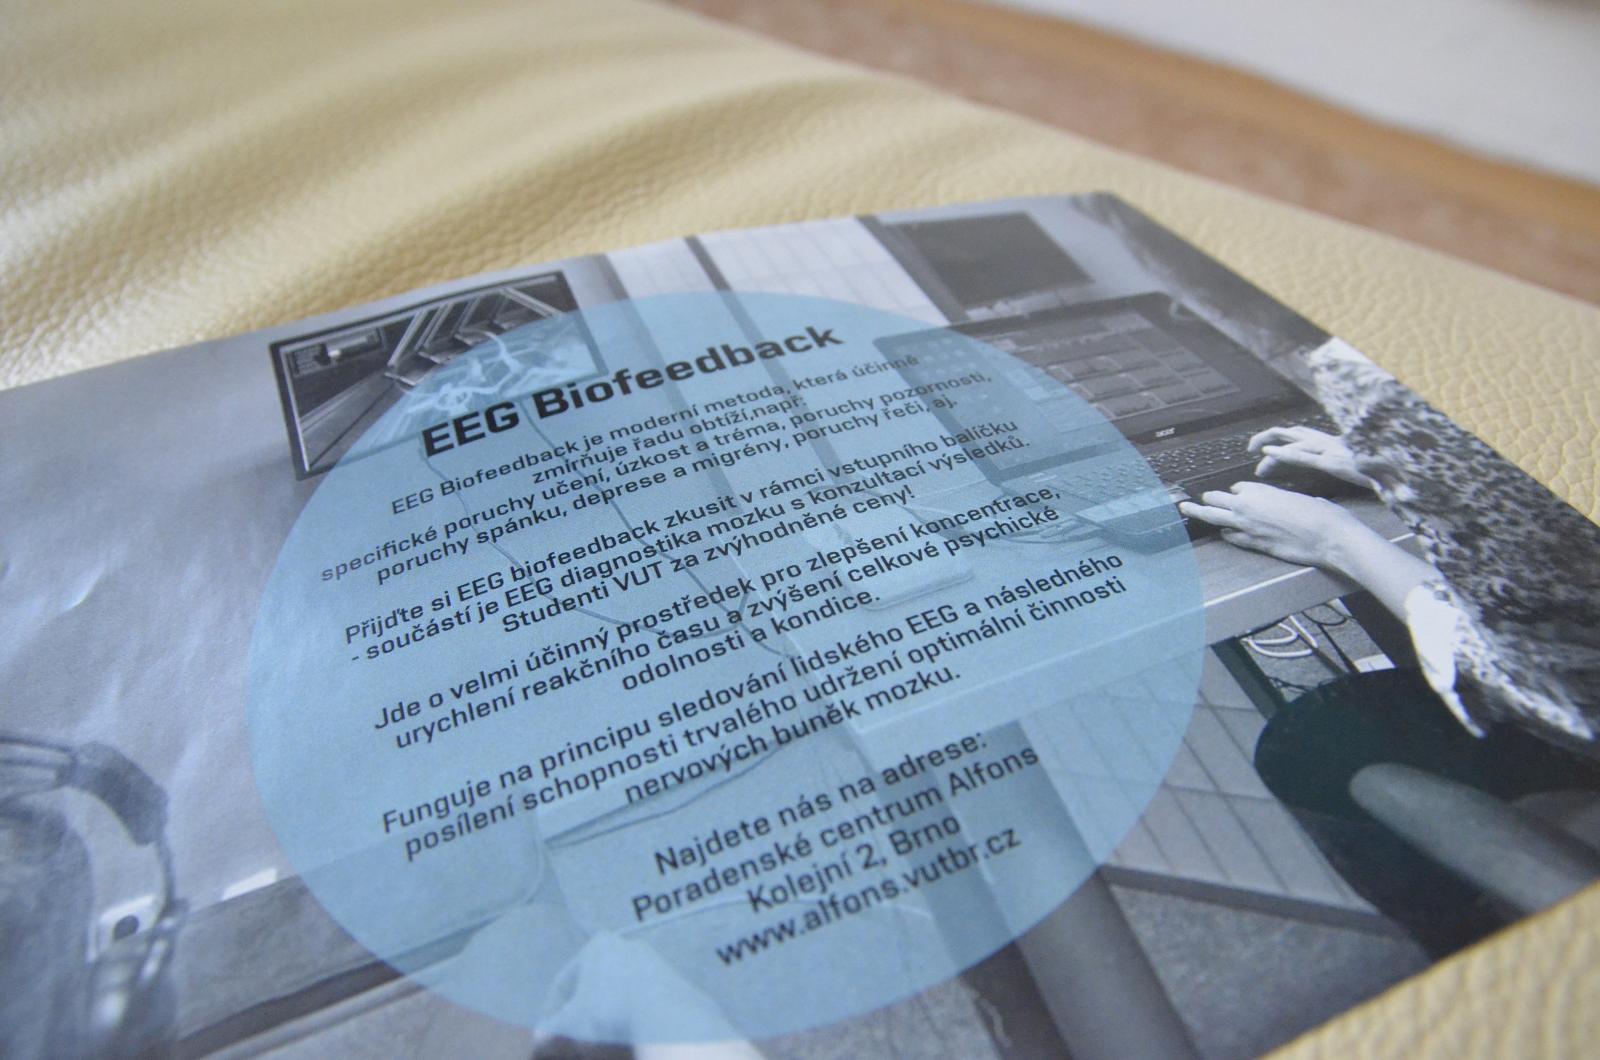 EEG Biofeedback
EEG Biofeedback je moderní metoda, která účinně
zmírňuje řadu obtíží,např:
specifické poruchy učení, úzkost a tréma, poruchy pozornosti,
poruchy spánku, deprese a migrény, poruchy řeči, aj.
Přijďte si EEG biofeedback zkusit v rámci vstupního balíčku
- součástí je EEG diagnostika mozku s konzultací výsledků.
Studenti VUT za zvýhodněné ceny!
Jde o velmi účinný prostředek pro zlepšení koncentrace,
urychlení reakčního času a zvýšení celkové psychické
odolnosti a kondice.
Funguje na principu sledování lidského EEG a následného
posílení schopnosti trvalého udržení optimální činnosti
nervových buněk mozku.
Najdete nás na adrese:
Poradenské centrum Alfons
Kolejní 2, Brno
www.alfons.vutbr.cz
acer